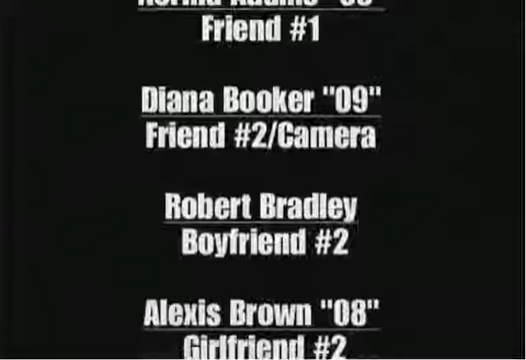 Friend #1
Diana Booker "09"
Friend #2/Camera
Robert Bradley
Boyfriend #2
Alexis Brown "08"
Girlfriend #2